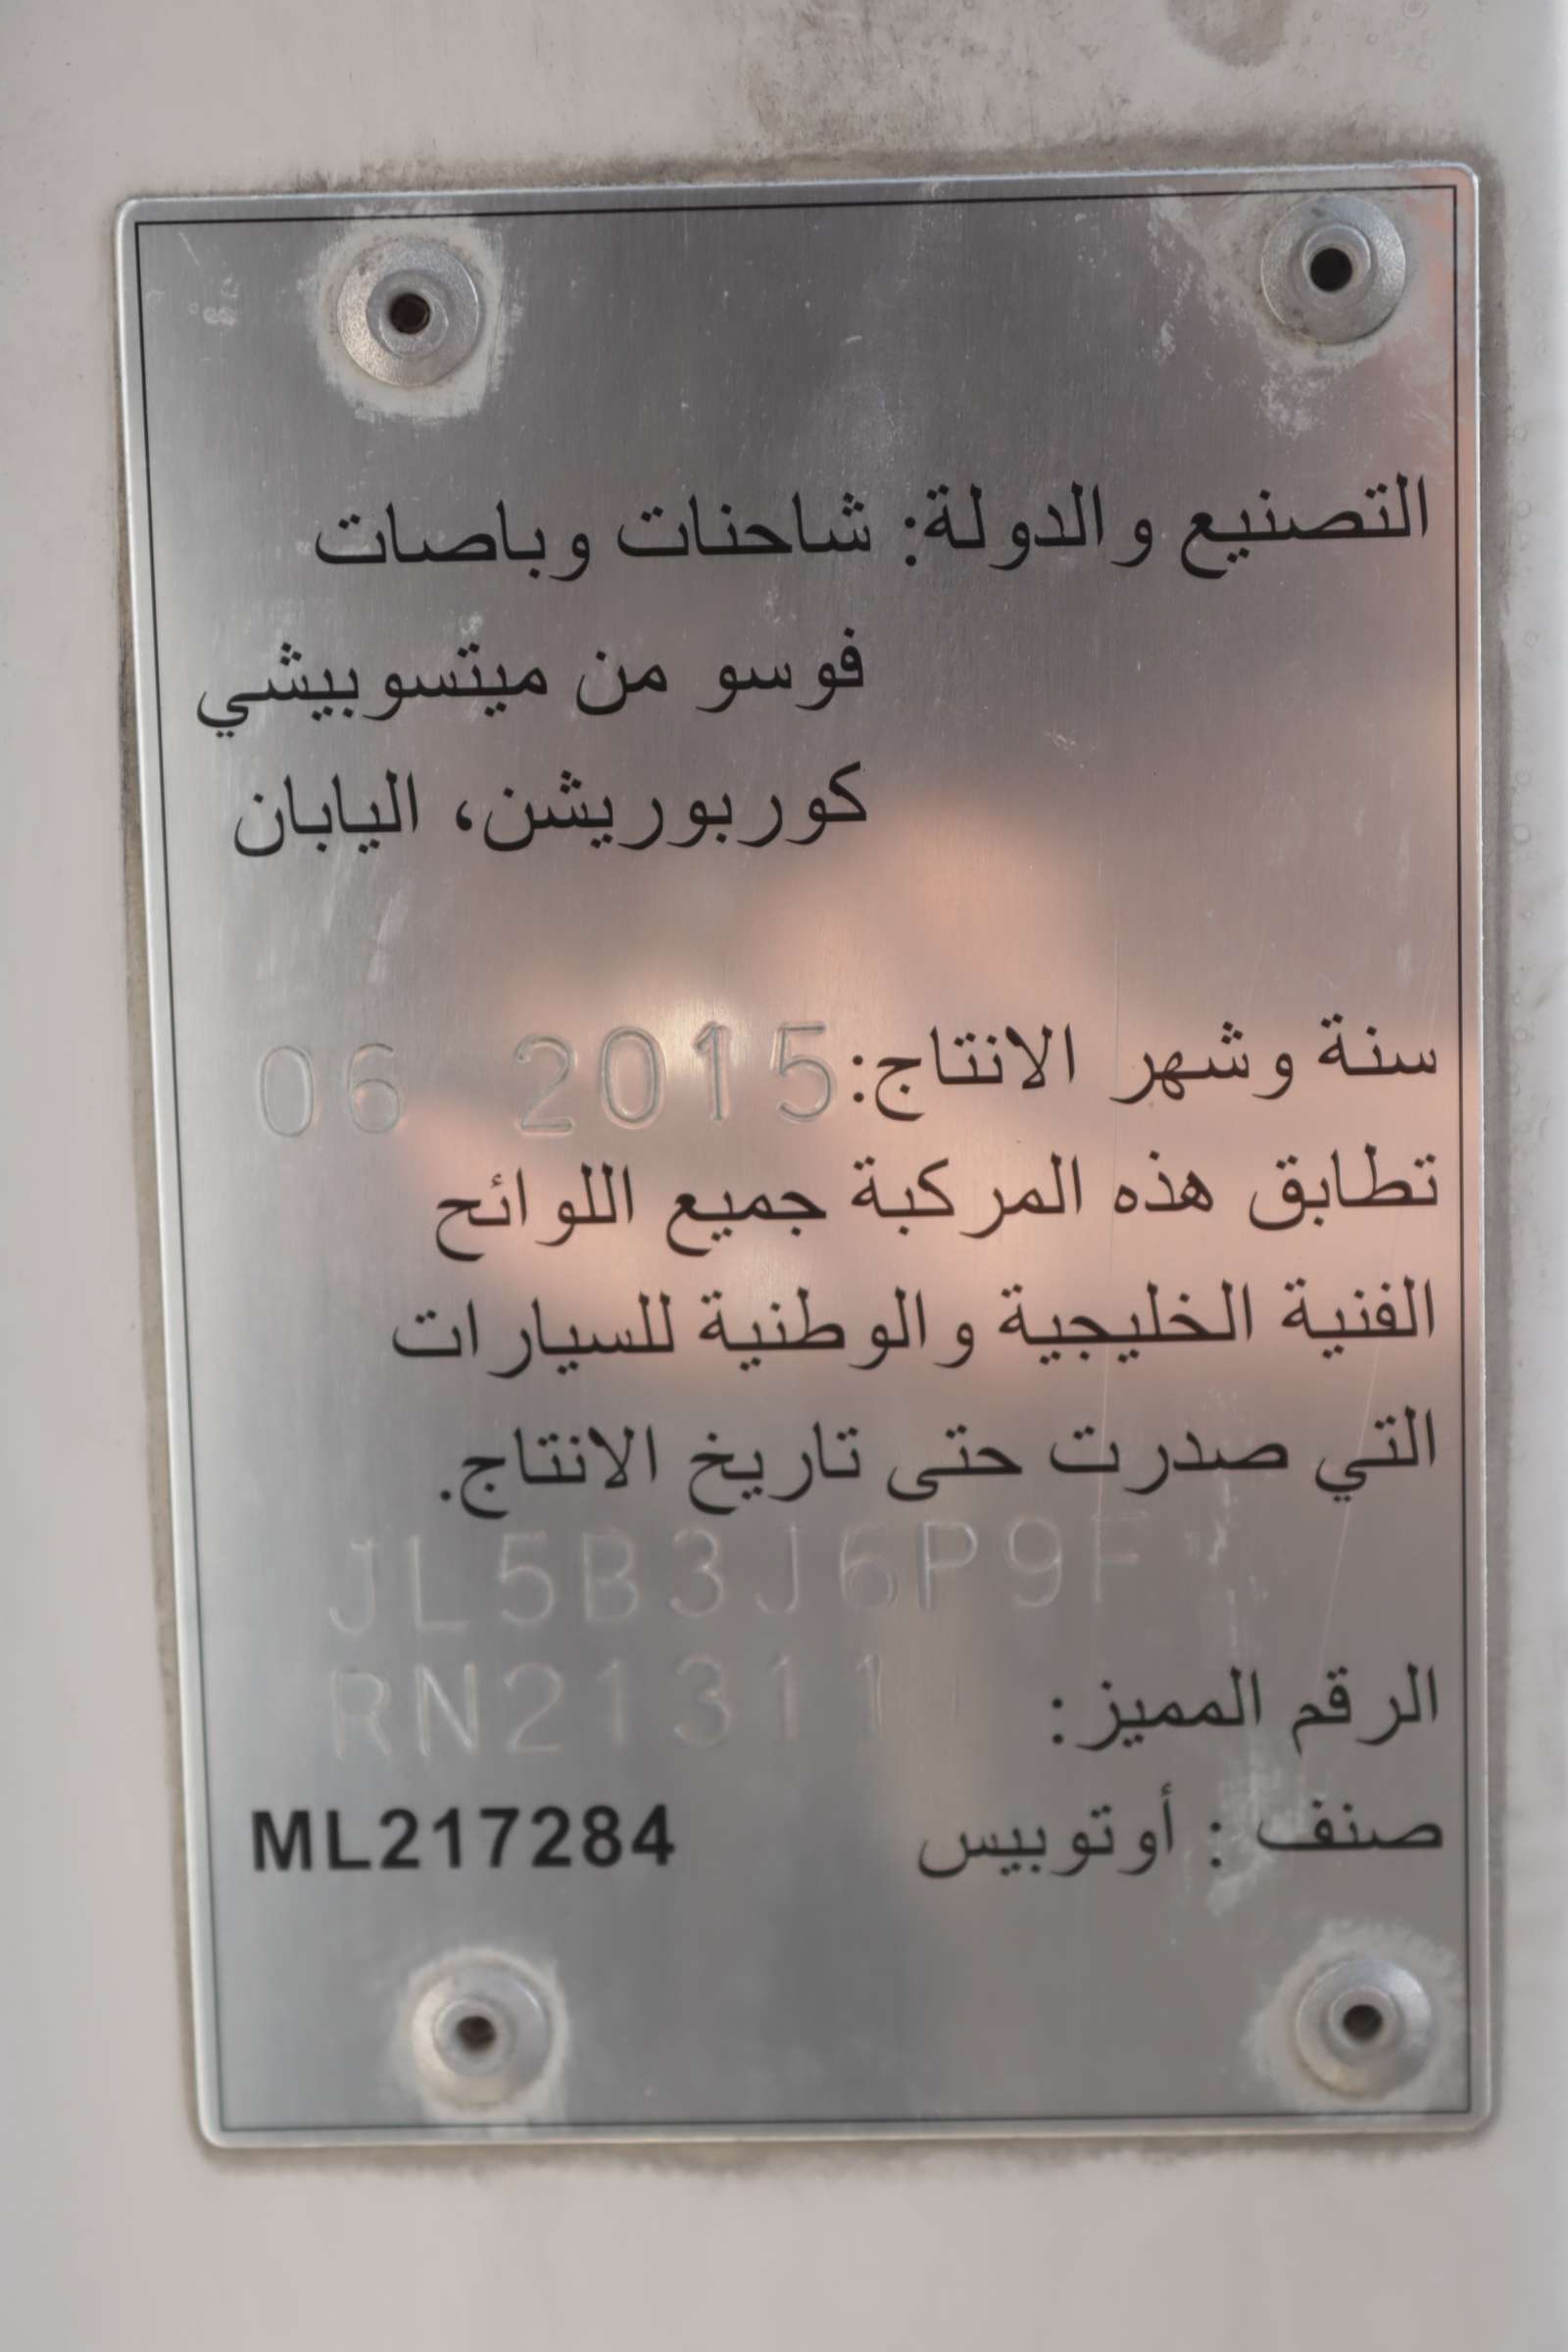 التصنيع والدولة: شاحنات وباصات
فوسو من ميتسوبيشي
كوربوريشن، اليابان
سنة وشهر الانتاج: 2015 06
تطابق هذه المركبة جميع اللوائح
الفنية الخليجية والوطنية للسيارات
التي صدرت حتى تاريخ الانتاج.
JL5B3J6P9F
RN21311
الرقم المميز:
صنف : أوتوبيس ML217284